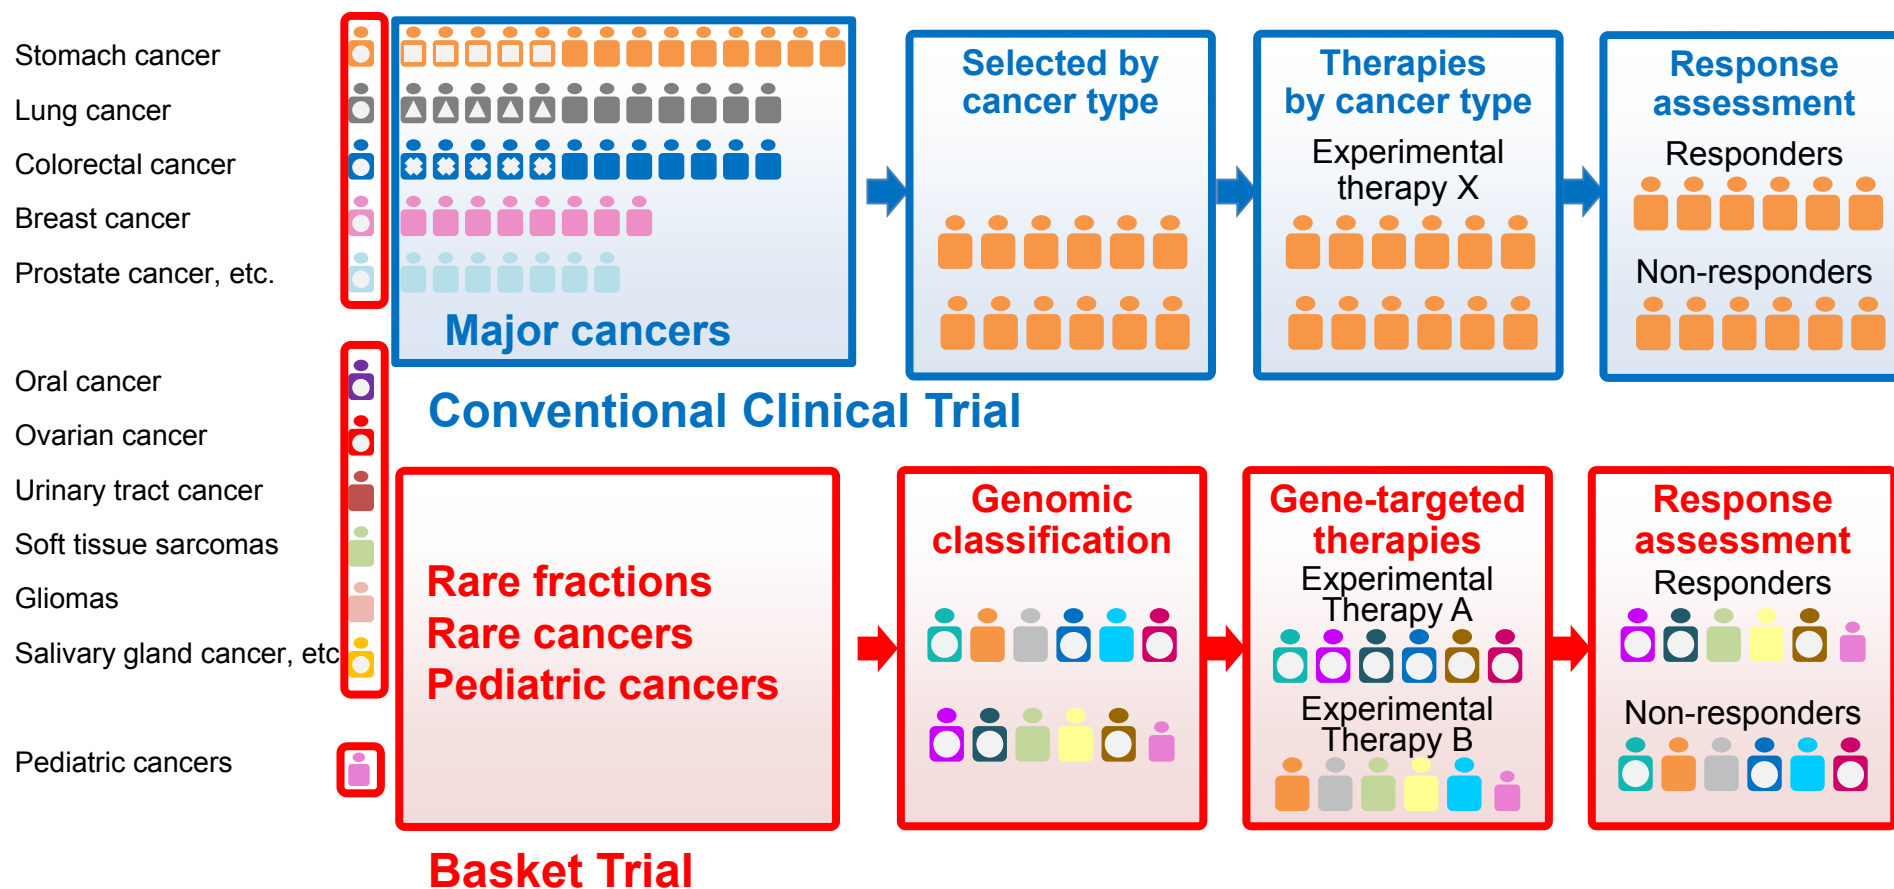 Stomach cancer
Lung cancer
Colorectal cancer
Breast cancer
Prostate cancer, etc.
Major cancers
Selected by
cancer type
Therapies
by cancer type
Experimental
therapy X
Response
assessment
Responders
Non-responders
Conventional Clinical Trial
Oral cancer
Ovarian cancer
Urinary tract cancer
Soft tissue sarcomas
Gliomas
Salivary gland cancer, etc
Pediatric cancers
Rare fractions
Rare cancers
Pediatric cancers
Genomic
classification
Gene-targeted
therapies
Experimental
Therapy A
Experimental
Therapy B
Response
assessment
Responders
Non-responders
Basket Trial